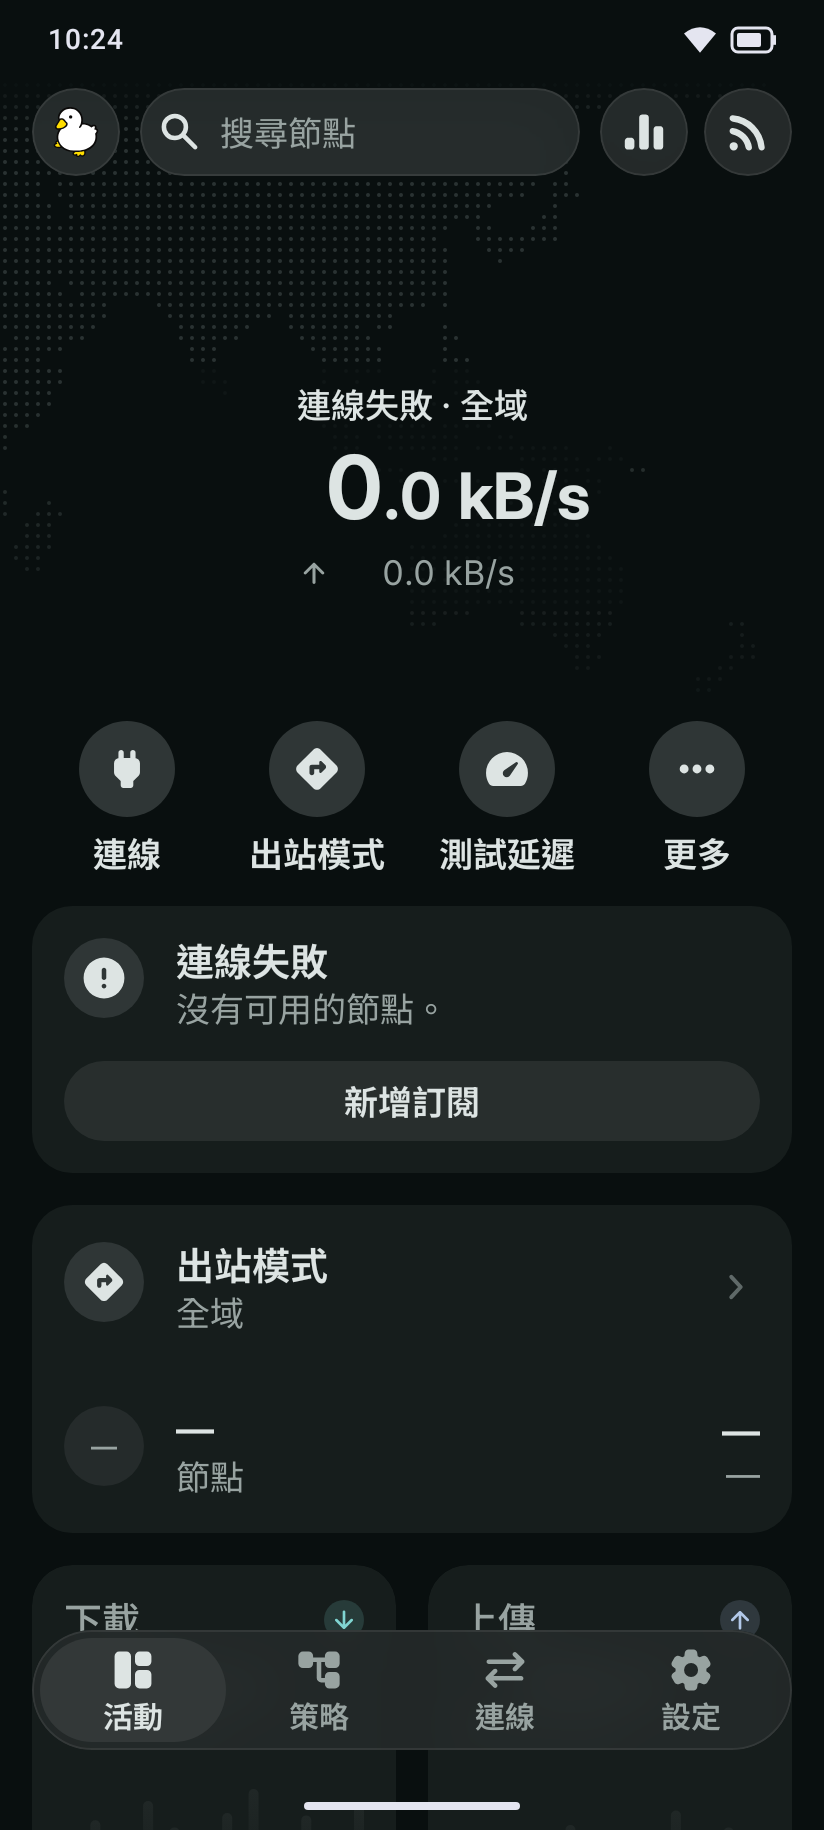 10:24
搜尋節點
連線失敗 · 全域
0.0 kB/s
↑ 0.0 kB/s
連線 出站模式 測試延遲 更多
連線失敗
沒有可用的節點。
新增訂閱
出站模式
全域
— —
節點 —
下載 上傳
活動 策略 連線 設定